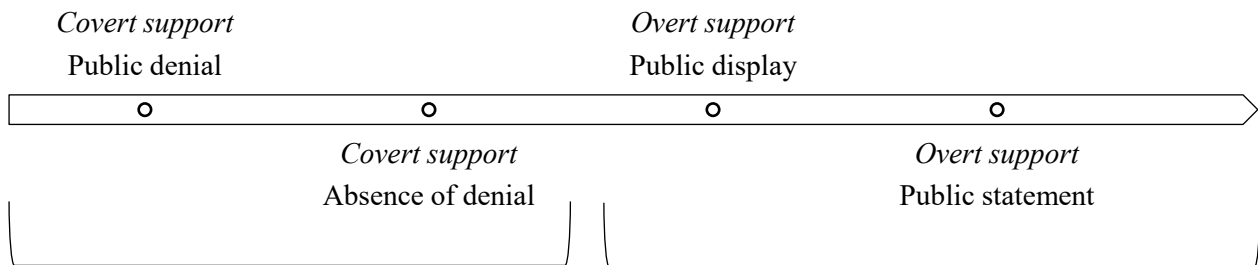 Covert support
Public denial
Overt support
Public display
Covert support
Absence of denial
Overt support
Public statement